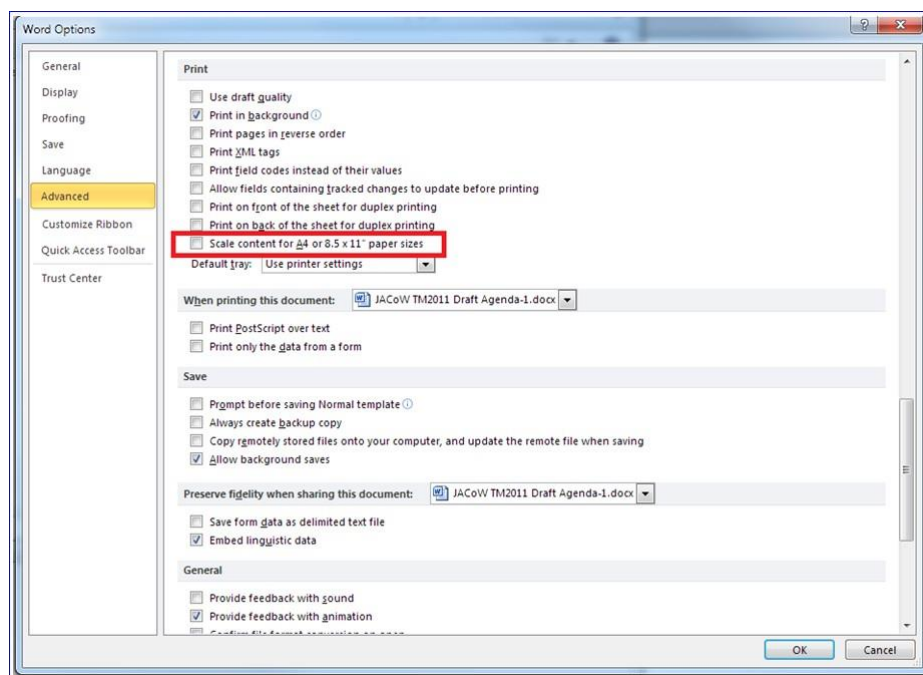 Word Options
General
Display
Proofing
Save
Language
Advanced
Customize Ribbon
Quick Access Toolbar
Trust Center
Print
Use draft quality
Print in background
Print pages in reverse order
Print XML tags
Print field codes instead of their values
Allow fields containing tracked changes to update before printing
Print on front of the sheet for duplex printing
Print on back of the sheet for duplex printing
Scale content for A4 or 8.5 x 11" paper sizes
Default tray: Use printer settings
When printing this document: JACoW TM2011 Draft Agenda-1.docx
Print PostScript over text
Print only the data from a form
Save
Prompt before saving Normal template
Always create backup copy
Copy remotely stored files onto your computer, and update the remote file when saving
Allow background saves
Preserve fidelity when sharing this document: JACoW TM2011 Draft Agenda-1.docx
Save form data as delimited text file
Embed linguistic data
General
Provide feedback with sound
Provide feedback with animation
Confirm file format conversion on open
OK Cancel